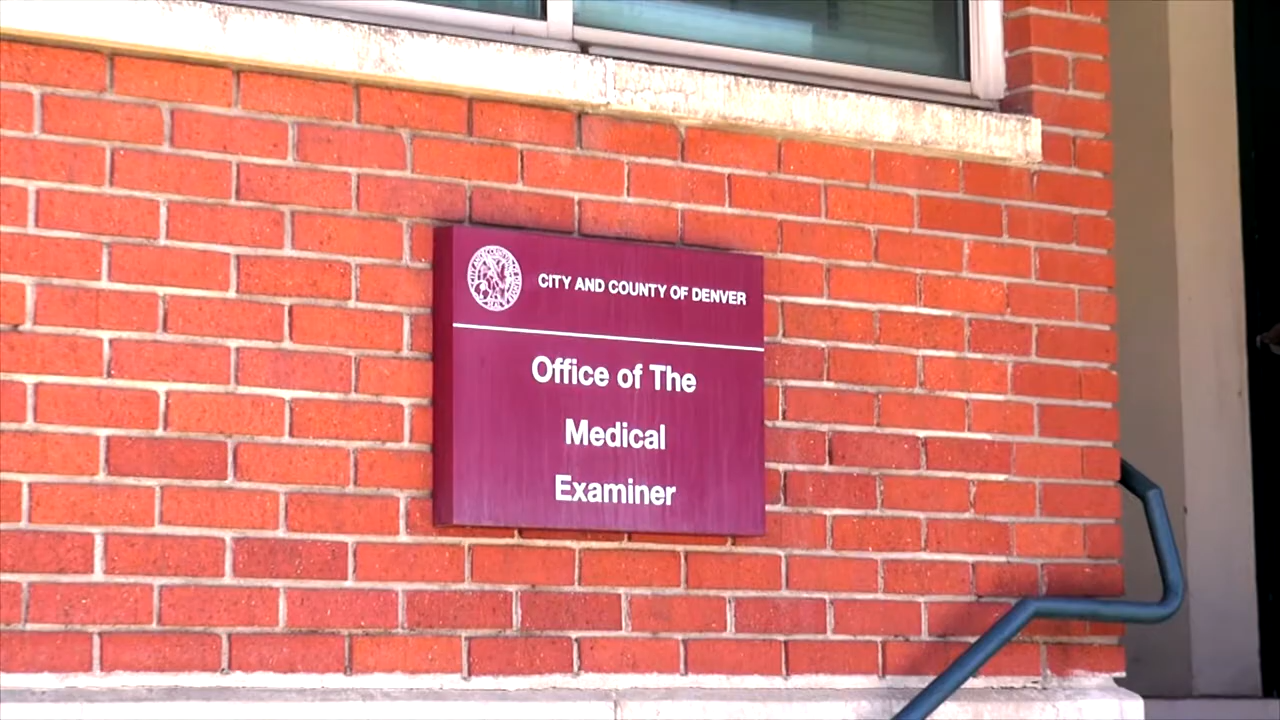 CITY AND COUNTY OF DENVER
Office of The
Medical
Examiner